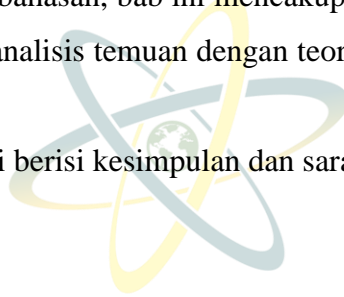 bahasan, bab ini mencakup
analisis temuan dengan teor
i berisi kesimpulan dan sara